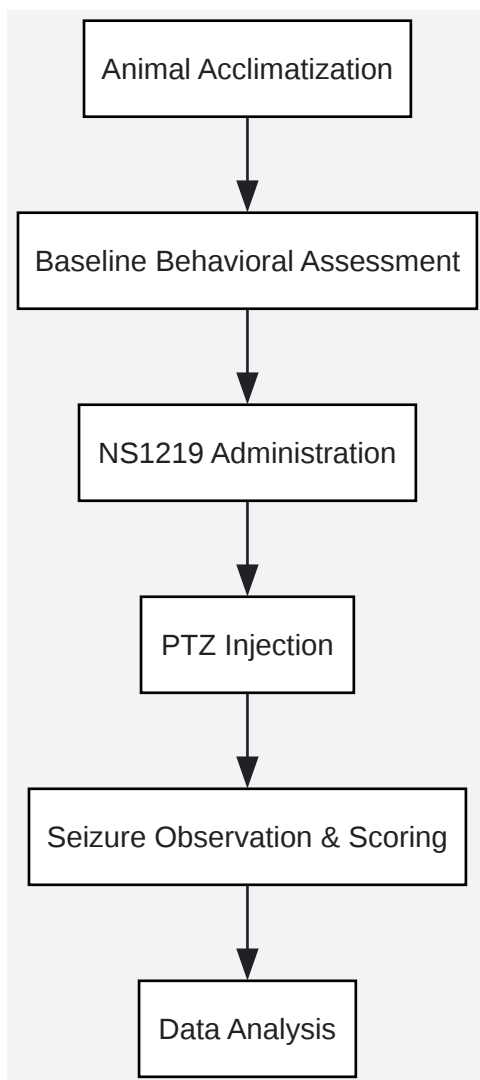 Animal Acclimatization
Baseline Behavioral Assessment
NS1219 Administration
PTZ Injection
Seizure Observation & Scoring
Data Analysis